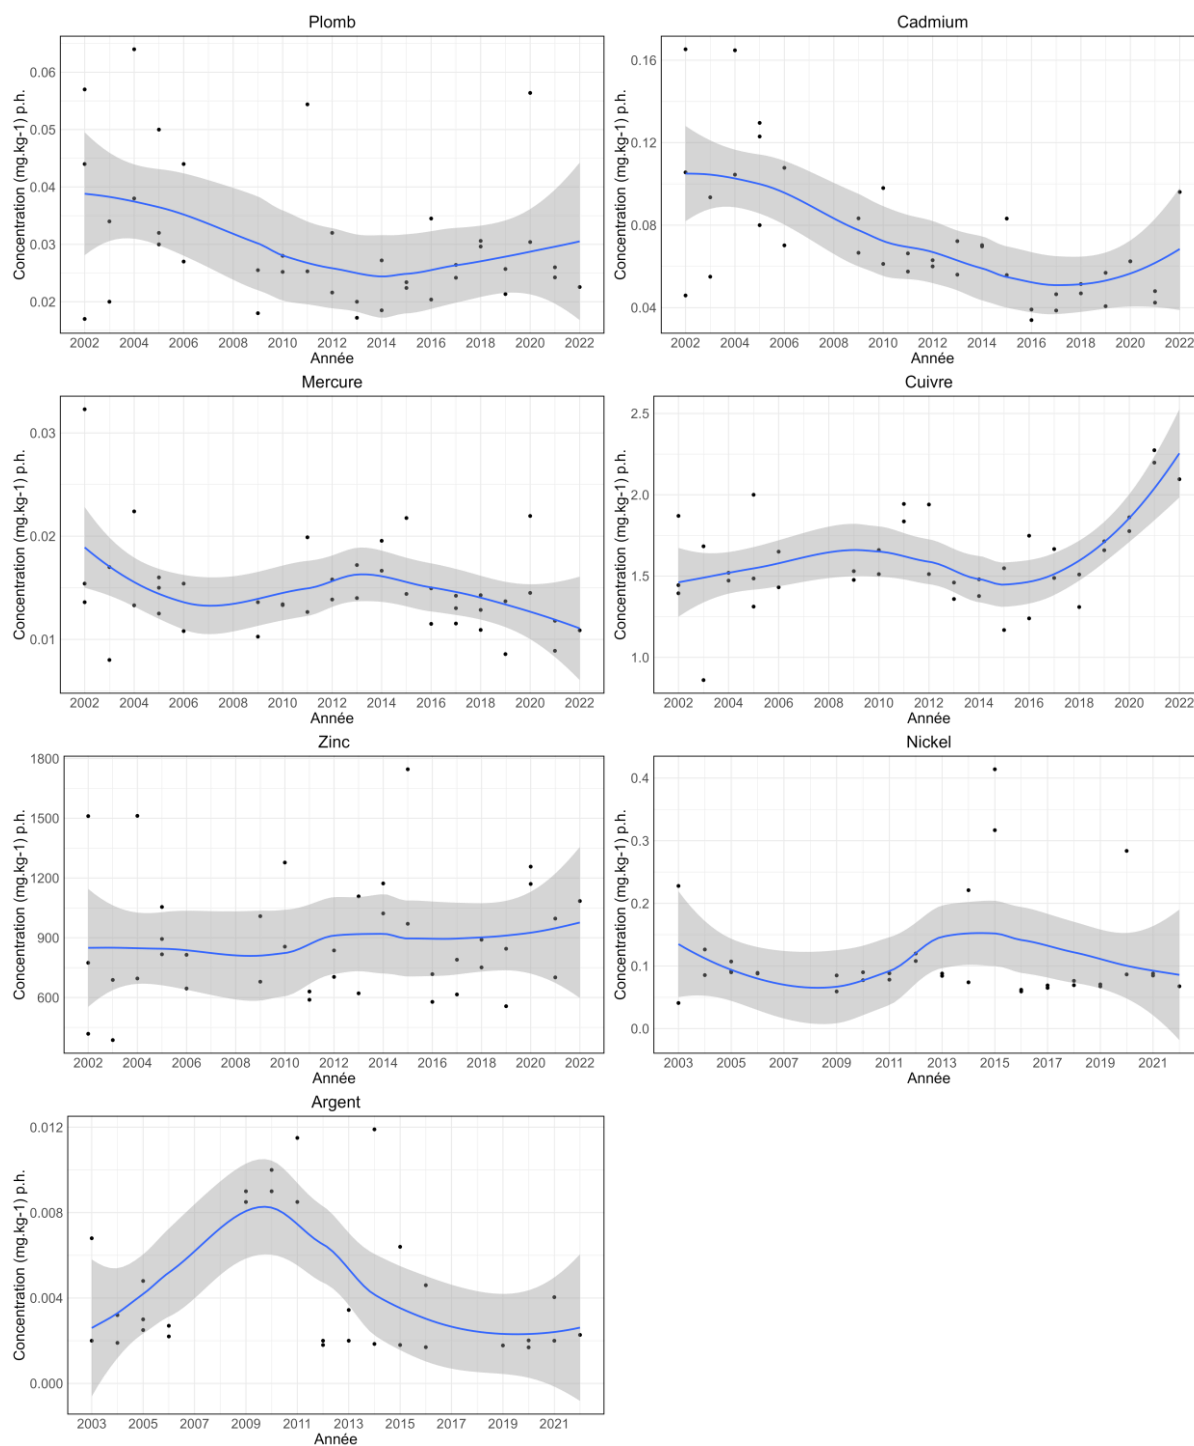 Plomb
Concentration (mg.kg-1) p.h.
0.06
0.05
0.04
0.03
0.02
2002 2004 2006 2008 2010 2012 2014 2016 2018 2020 2022
Année
Cadmium
Concentration (mg.kg-1) p.h.
0.16
0.12
0.08
0.04
2002 2004 2006 2008 2010 2012 2014 2016 2018 2020 2022
Année
Mercure
Concentration (mg.kg-1) p.h.
0.03
0.02
0.01
2002 2004 2006 2008 2010 2012 2014 2016 2018 2020 2022
Année
Cuivre
Concentration (mg.kg-1) p.h.
2.5
2.0
1.5
1.0
2002 2004 2006 2008 2010 2012 2014 2016 2018 2020 2022
Année
Zinc
Concentration (mg.kg-1) p.h.
1800
1500
1200
900
600
2002 2004 2006 2008 2010 2012 2014 2016 2018 2020 2022
Année
Nickel
Concentration (mg.kg-1) p.h.
0.4
0.3
0.2
0.1
0.0
2003 2005 2007 2009 2011 2013 2015 2017 2019 2021
Année
Argent
Concentration (mg.kg-1) p.h.
0.012
0.008
0.004
0.000
2003 2005 2007 2009 2011 2013 2015 2017 2019 2021
Année